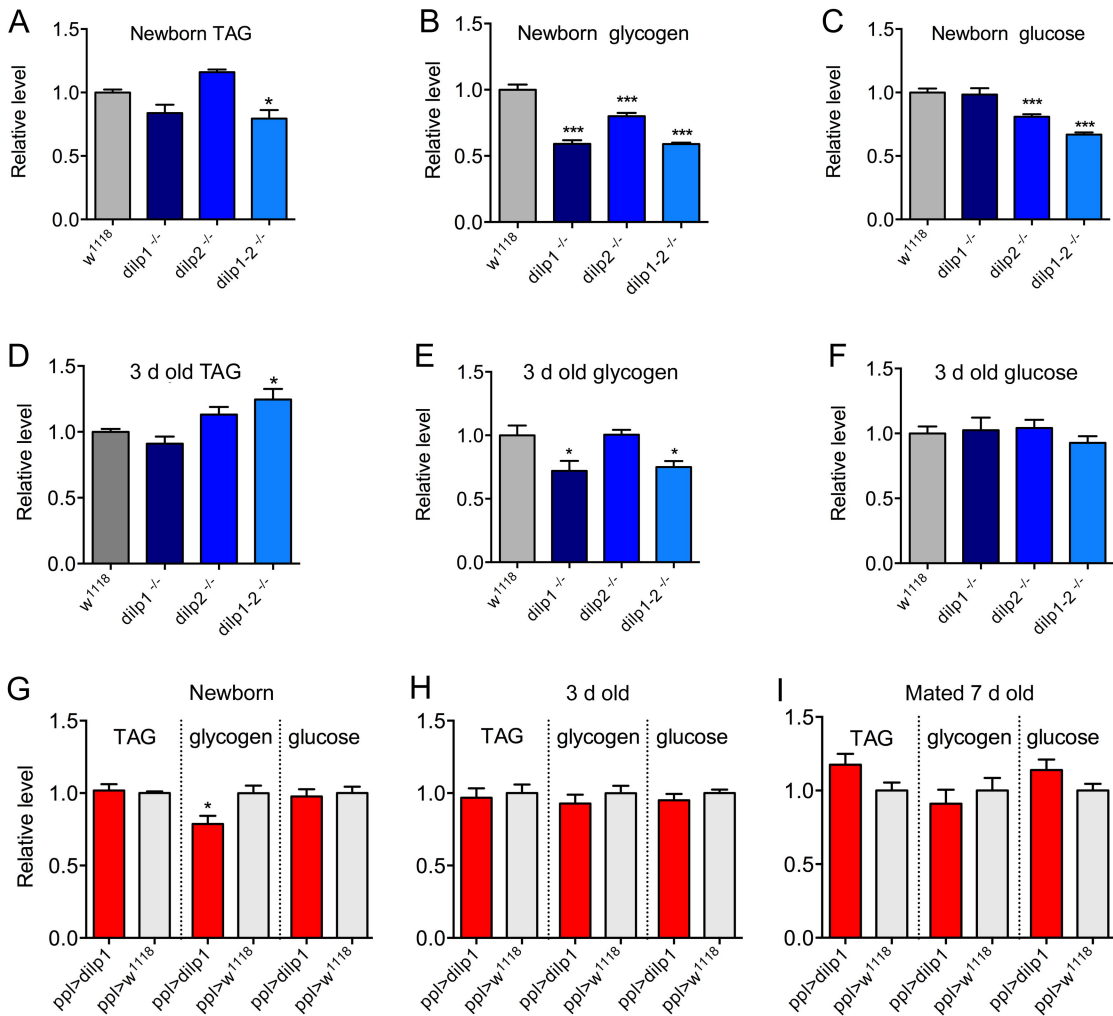 A
Newborn TAG
Relative level
1.5
1.0
0.5
0.0
*
w1118
dilp1 -/-
dilp2 -/-
dilp1-2 -/-
B
Newborn glycogen
Relative level
1.5
1.0
0.5
0.0
***
***
***
w1118
dilp1 -/-
dilp2 -/-
dilp1-2 -/-
C
Newborn glucose
Relative level
1.5
1.0
0.5
0.0
***
***
w1118
dilp1 -/-
dilp2 -/-
dilp1-2 -/-
D
3 d old TAG
Relative level
1.5
1.0
0.5
0.0
*
w1118
dilp1 -/-
dilp2 -/-
dilp1-2 -/-
E
3 d old glycogen
Relative level
1.5
1.0
0.5
0.0
*
*
w1118
dilp1 -/-
dilp2 -/-
dilp1-2 -/-
F
3 d old glucose
Relative level
1.5
1.0
0.5
0.0
w1118
dilp1 -/-
dilp2 -/-
dilp1-2 -/-
G
Newborn
Relative level
1.5
1.0
0.5
0.0
TAG
glycogen
glucose
*
ppl>dilp1
ppl>w1118
ppl>dilp1
ppl>w1118
ppl>dilp1
ppl>w1118
H
3 d old
1.5
1.0
0.5
0.0
TAG
glycogen
glucose
ppl>dilp1
ppl>w1118
ppl>dilp1
ppl>w1118
ppl>dilp1
ppl>w1118
I
Mated 7 d old
1.5
1.0
0.5
0.0
TAG
glycogen
glucose
ppl>dilp1
ppl>w1118
ppl>dilp1
ppl>w1118
ppl>dilp1
ppl>w1118